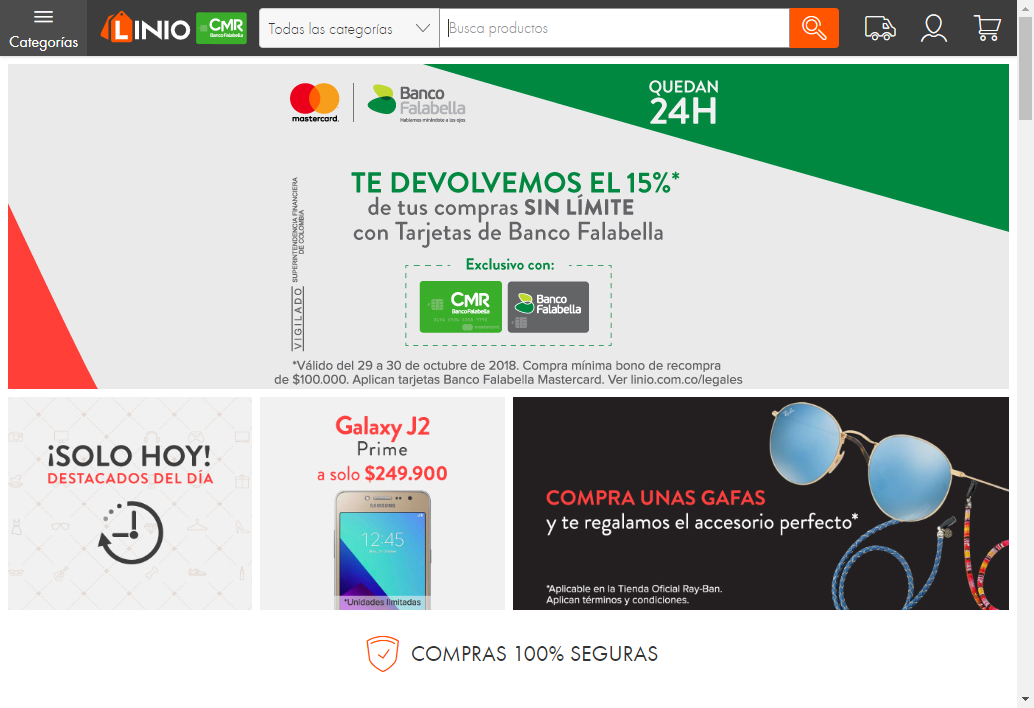 Categorías
LINIO
CMR
Banco Falabella
Todas las categorías
Busca productos
mastercard.
Banco
Falabella
QUEDAN
24H
TE DEVOLVEMOS EL 15%*
de tus compras SIN LÍMITE
con Tarjetas de Banco Falabella
VIGILADO
SUPERINTENDENCIA FINANCIERA
DE COLOMBIA
Exclusivo con:
CMR
Banco Falabella
Banco
Falabella
*Válido del 29 a 30 de octubre de 2018. Compra mínima bono de recompra
de $100.000. Aplican tarjetas Banco Falabella Mastercard. Ver linio.com.co/legales
¡SOLO HOY!
DESTACADOS DEL DÍA
Galaxy J2
Prime
a solo $249.900
SAMSUNG
12:45
*Unidades limitadas
COMPRA UNAS GAFAS
y te regalamos el accesorio perfecto*
*Aplicable en la Tienda Oficial Ray-Ban.
Aplican términos y condiciones.
COMPRAS 100% SEGURAS